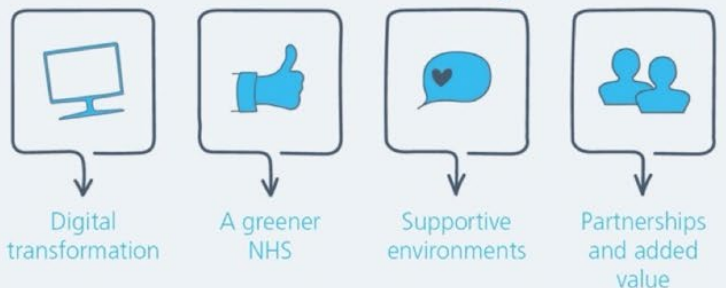 Digital
transformation
A greener
NHS
Supportive
environments
Partnerships
and added
value